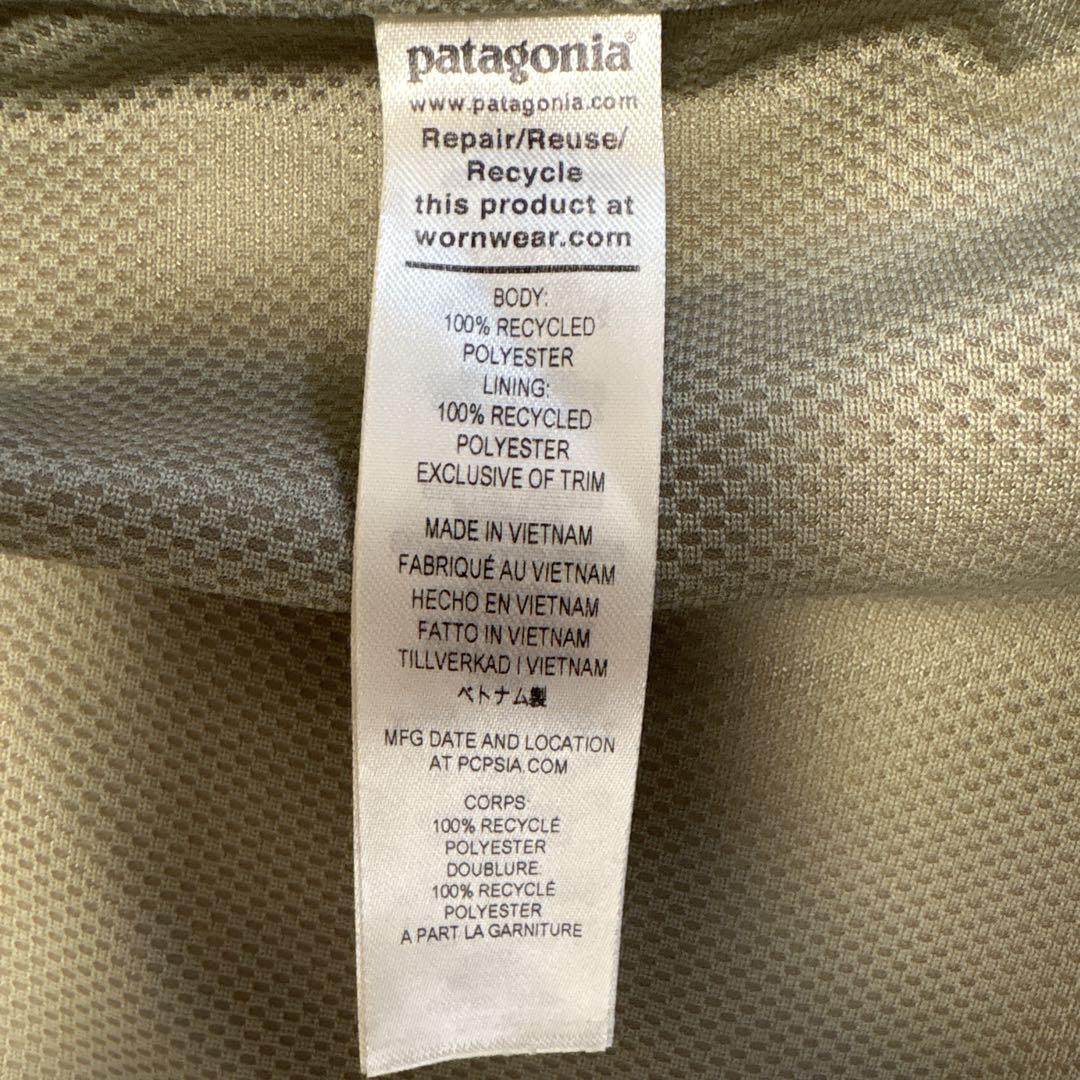 patagonia®
www.patagonia.com
Repair/Reuse/
Recycle
this product at
wornwear.com
BODY:
100% RECYCLED
POLYESTER
LINING:
100% RECYCLED
POLYESTER
EXCLUSIVE OF TRIM
MADE IN VIETNAM
FABRIQUÉ AU VIETNAM
HECHO EN VIETNAM
FATTO IN VIETNAM
TILLVERKAD I VIETNAM
ベトナム製
MFG DATE AND LOCATION
AT PCPSIA.COM
CORPS:
100% RECYCLÉ
POLYESTER
DOUBLURE:
100% RECYCLÉ
POLYESTER
A PART LA GARNITURE